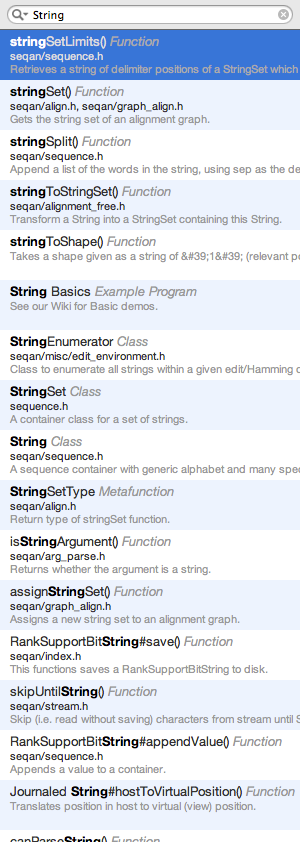 String
stringSetLimits() Function
seqan/sequence.h
Retrieves a string of delimiter positions of a StringSet which
stringSet() Function
seqan/align.h, seqan/graph_align.h
Gets the string set of an alignment graph.
stringSplit() Function
seqan/sequence.h
Append a list of the words in the string, using sep as the de
stringToStringSet() Function
seqan/alignment_free.h
Transform a String into a StringSet containing this String.
stringToShape() Function
Takes a shape given as a string of &#39;1&#39; (relevant po
String Basics Example Program
See our Wiki for Basic demos.
StringEnumerator Class
seqan/misc/edit_environment.h
Class to enumerate all strings within a given edit/Hamming d
StringSet Class
sequence.h
A container class for a set of strings.
String Class
seqan/sequence.h
A sequence container with generic alphabet and many spec
StringSetType Metafunction
seqan/align.h
Return type of stringSet function.
isStringArgument() Function
seqan/arg_parse.h
Returns whether the argument is a string.
assignStringSet() Function
seqan/graph_align.h
Assigns a new string set to an alignment graph.
RankSupportBitString#save() Function
seqan/index.h
This functions saves a RankSupportBitString to disk.
skipUntilString() Function
seqan/stream.h
Skip (i.e. read without saving) characters from stream until S
RankSupportBitString#appendValue() Function
seqan/sequence.h
Appends a value to a container.
Journaled String#hostToVirtualPosition() Function
Translates position in host to virtual (view) position.
canParseString() Function